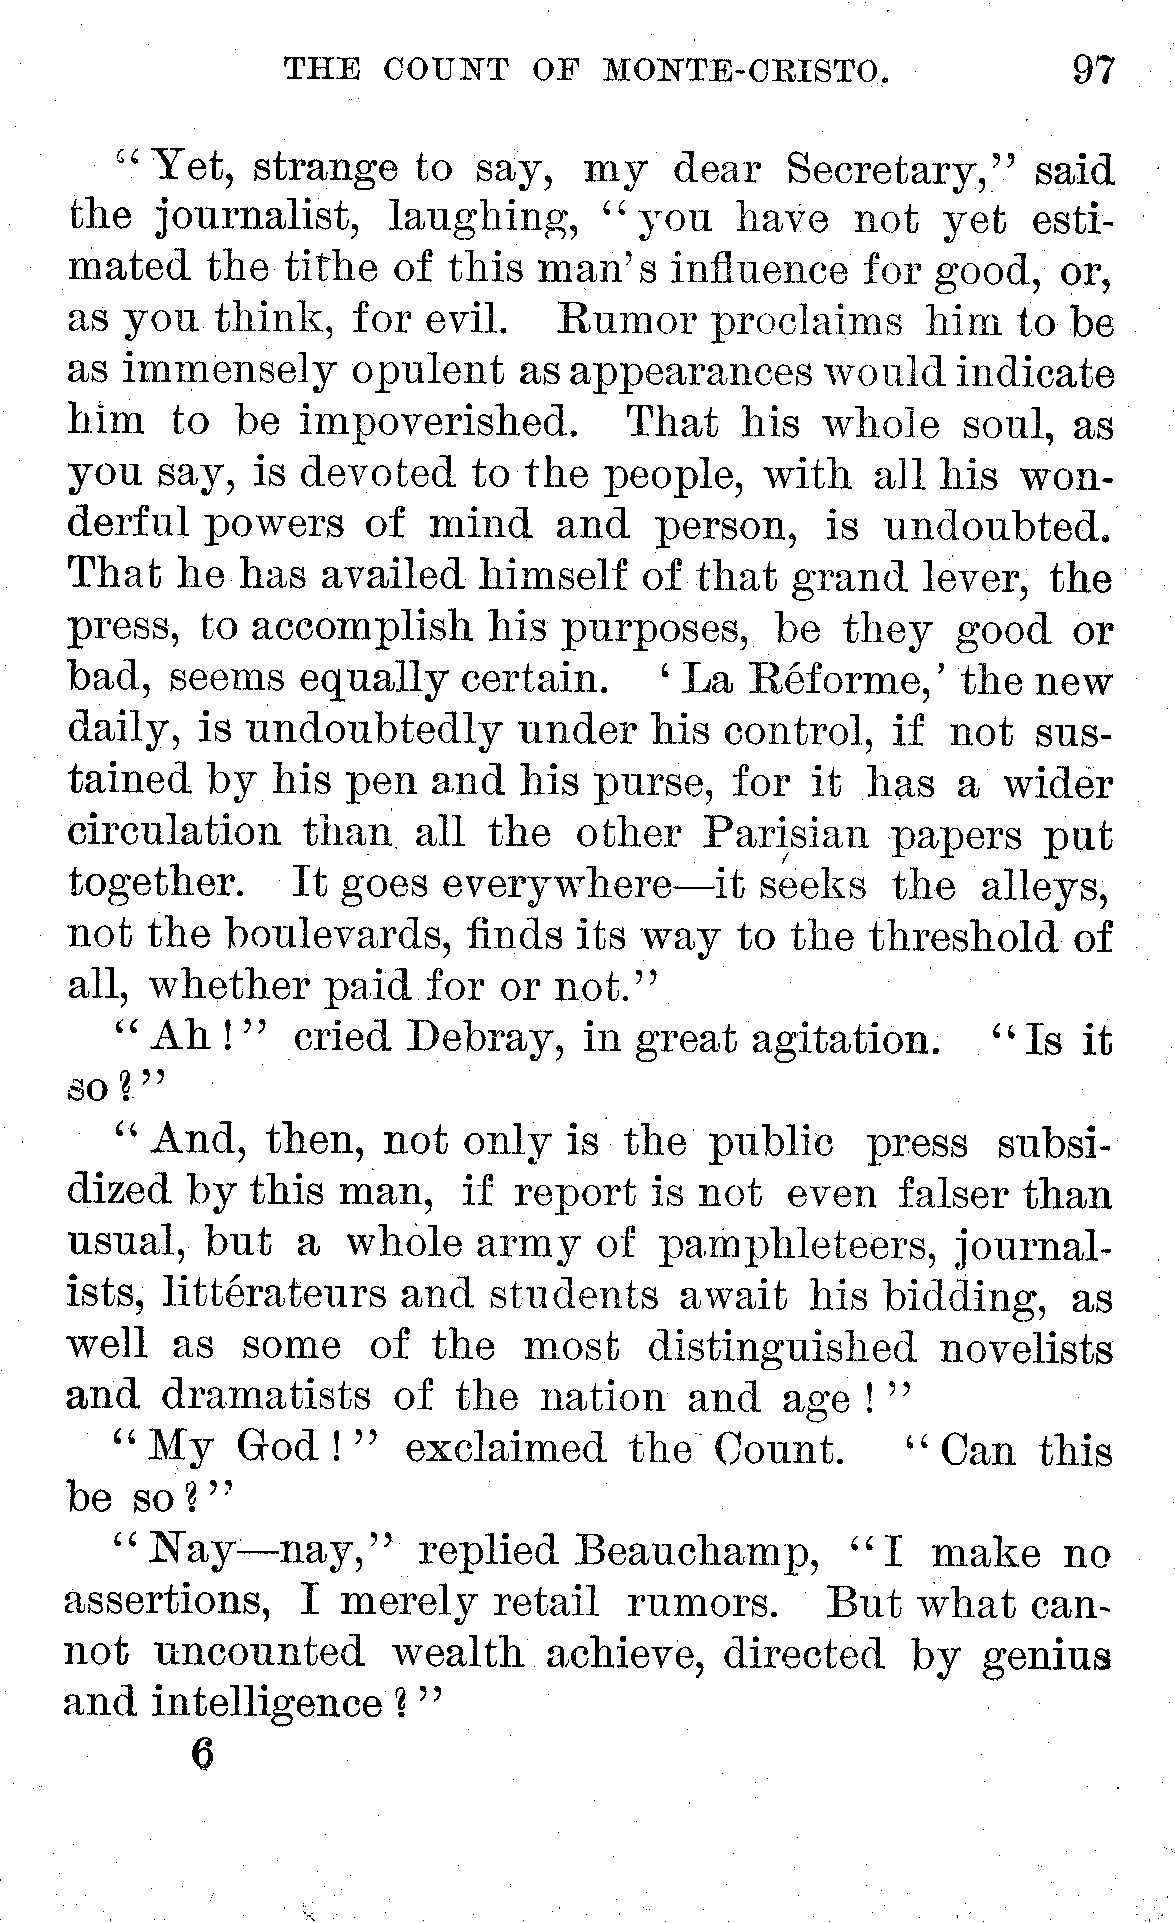 THE COUNT OF MONTE-CRISTO. 97
“Yet, strange to say, my dear Secretary,” said
the journalist, laughing, “you have not yet esti-
mated the tithe of this man’s influence for good, or,
as you think, for evil. Rumor proclaims him to be
as immensely opulent as appearances would indicate
him to be impoverished. That his whole soul, as
you say, is devoted to the people, with all his won-
derful powers of mind and person, is undoubted.
That he has availed himself of that grand lever, the
press, to accomplish his purposes, be they good or
bad, seems equally certain. ‘La Réforme,’ the new
daily, is undoubtedly under his control, if not sus-
tained by his pen and his purse, for it has a wider
circulation than all the other Parisian papers put
together. It goes everywhere—it seeks the alleys,
not the boulevards, finds its way to the threshold of
all, whether paid for or not.”
“Ah!” cried Debray, in great agitation. “Is it
so?”
“And, then, not only is the public press subsi-
dized by this man, if report is not even falser than
usual, but a whole army of pamphleteers, journal-
ists, littérateurs and students await his bidding, as
well as some of the most distinguished novelists
and dramatists of the nation and age!”
“My God!” exclaimed the Count. “Can this
be so?”
“Nay—nay,” replied Beauchamp, “I make no
assertions, I merely retail rumors. But what can-
not uncounted wealth achieve, directed by genius
and intelligence?”
6